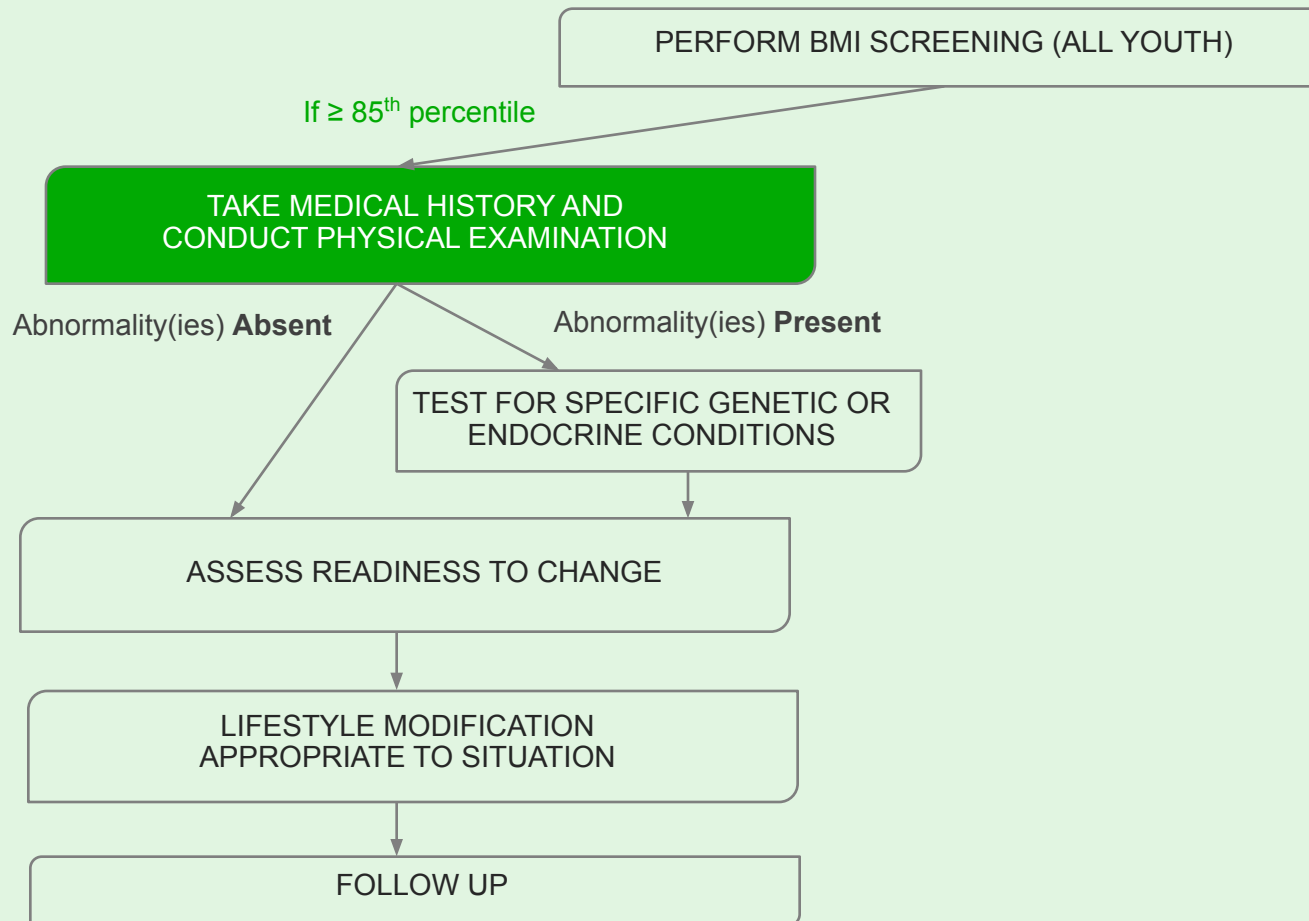 PERFORM BMI SCREENING (ALL YOUTH)
If ≥ 85th percentile
TAKE MEDICAL HISTORY AND
CONDUCT PHYSICAL EXAMINATION
Abnormality(ies) Absent
Abnormality(ies) Present
TEST FOR SPECIFIC GENETIC OR
ENDOCRINE CONDITIONS
ASSESS READINESS TO CHANGE
LIFESTYLE MODIFICATION
APPROPRIATE TO SITUATION
FOLLOW UP